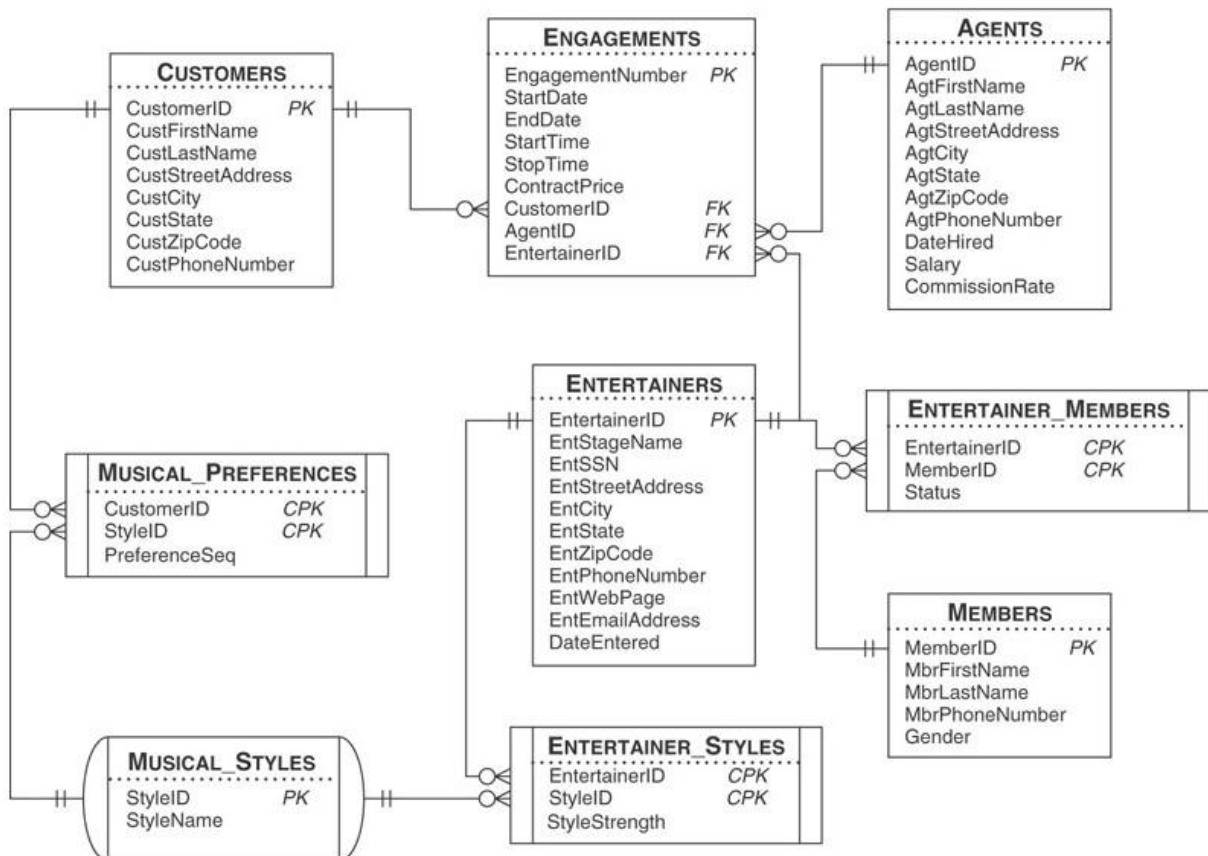 CUSTOMERS
CustomerID PK
CustFirstName
CustLastName
CustStreetAddress
CustCity
CustState
CustZipCode
CustPhoneNumber
ENGAGEMENTS
EngagementNumber PK
StartDate
EndDate
StartTime
StopTime
ContractPrice
CustomerID FK
AgentID FK
EntertainerID FK
AGENTS
AgentID PK
AgtFirstName
AgtLastName
AgtStreetAddress
AgtCity
AgtState
AgtZipCode
AgtPhoneNumber
DateHired
Salary
CommissionRate
MUSICAL_PREFERENCES
CustomerID CPK
StyleID CPK
PreferenceSeq
ENTERTAINERS
EntertainerID PK
EntStageName
EntSSN
EntStreetAddress
EntCity
EntState
EntZipCode
EntPhoneNumber
EntWebPage
EntEmailAddress
DateEntered
ENTERTAINER_MEMBERS
EntertainerID CPK
MemberID CPK
Status
MEMBERS
MemberID PK
MbrFirstName
MbrLastName
MbrPhoneNumber
Gender
MUSICAL_STYLES
StyleID PK
StyleName
ENTERTAINER_STYLES
EntertainerID CPK
StyleID CPK
StyleStrength